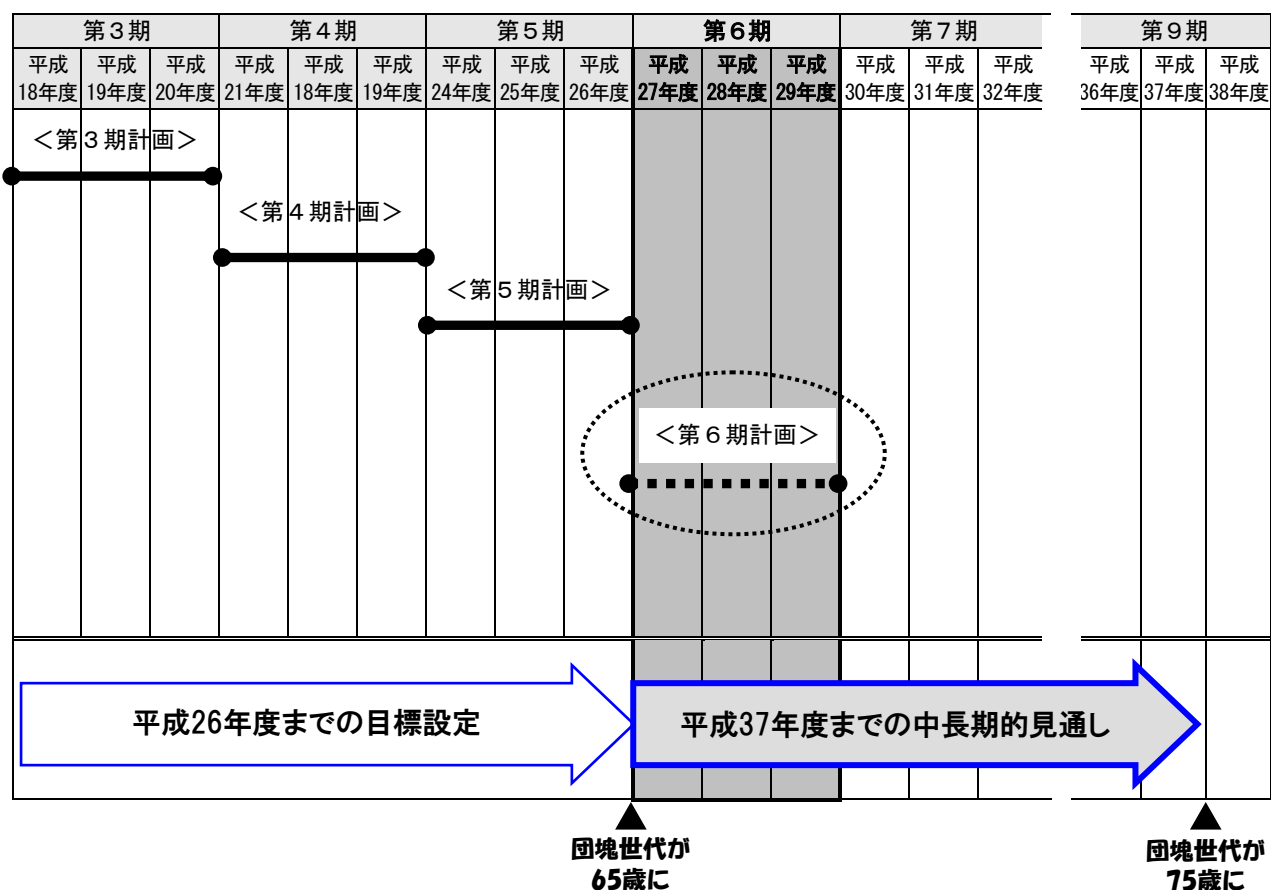 第3期 第4期 第5期 第6期 第7期 第9期
平成 平成 平成 平成 平成 平成 平成 平成 平成 平成 平成 平成 平成 平成 平成 平成 平成 平成
18年度 19年度 20年度 21年度 18年度 19年度 24年度 25年度 26年度 27年度 28年度 29年度 30年度 31年度 32年度 36年度 37年度 38年度
＜第３期計画＞
＜第４期計画＞
＜第５期計画＞
＜第６期計画＞
平成26年度までの目標設定 平成37年度までの中長期的見通し
団塊世代が 団塊世代が
65歳に 75歳に